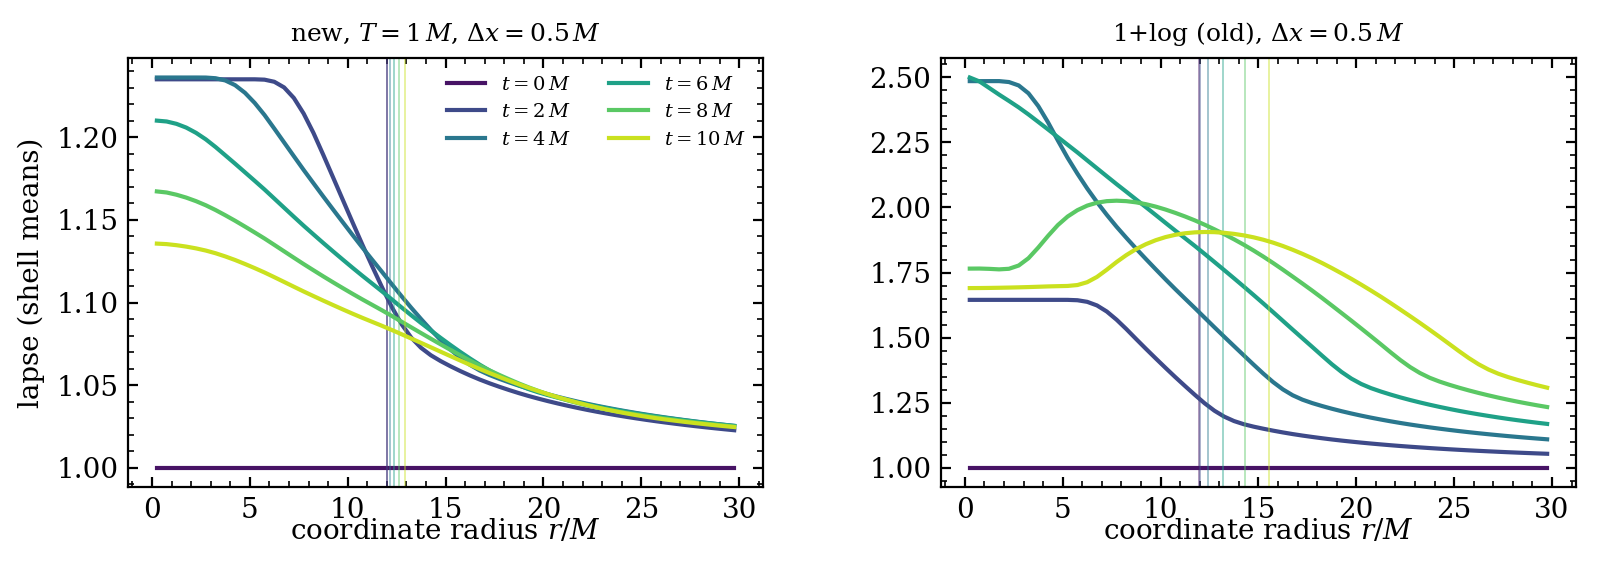 new, T = 1 M, Δx = 0.5 M
1.20
1.15
1.10
1.05
1.00
lapse (shell means)
t = 0 M
t = 2 M
t = 4 M
t = 6 M
t = 8 M
t = 10 M
0 5 10 15 20 25 30
coordinate radius r/M
1+log (old), Δx = 0.5 M
2.50
2.25
2.00
1.75
1.50
1.25
1.00
0 5 10 15 20 25 30
coordinate radius r/M